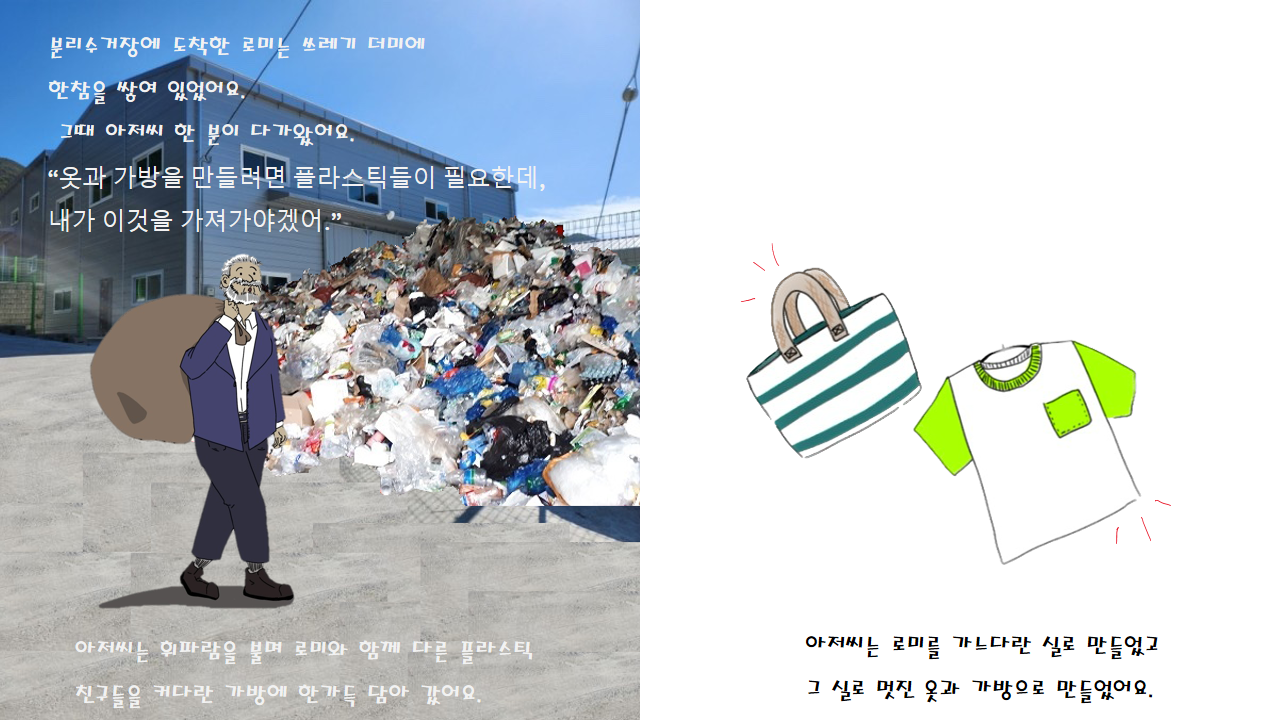 분리수거장에 도착한 로미는 쓰레기 더미에
한참을 쌓여 있었어요.
그때 아저씨 한 분이 다가왔어요.
“옷과 가방을 만들려면 플라스틱들이 필요한데,
내가 이것을 가져가야겠어.”
아저씨는 휘파람을 불며 로미와 함께 다른 플라스틱
친구들을 커다란 가방에 한가득 담아 갔어요.
아저씨는 로미를 가느다란 실로 만들었고
그 실로 멋진 옷과 가방으로 만들었어요.